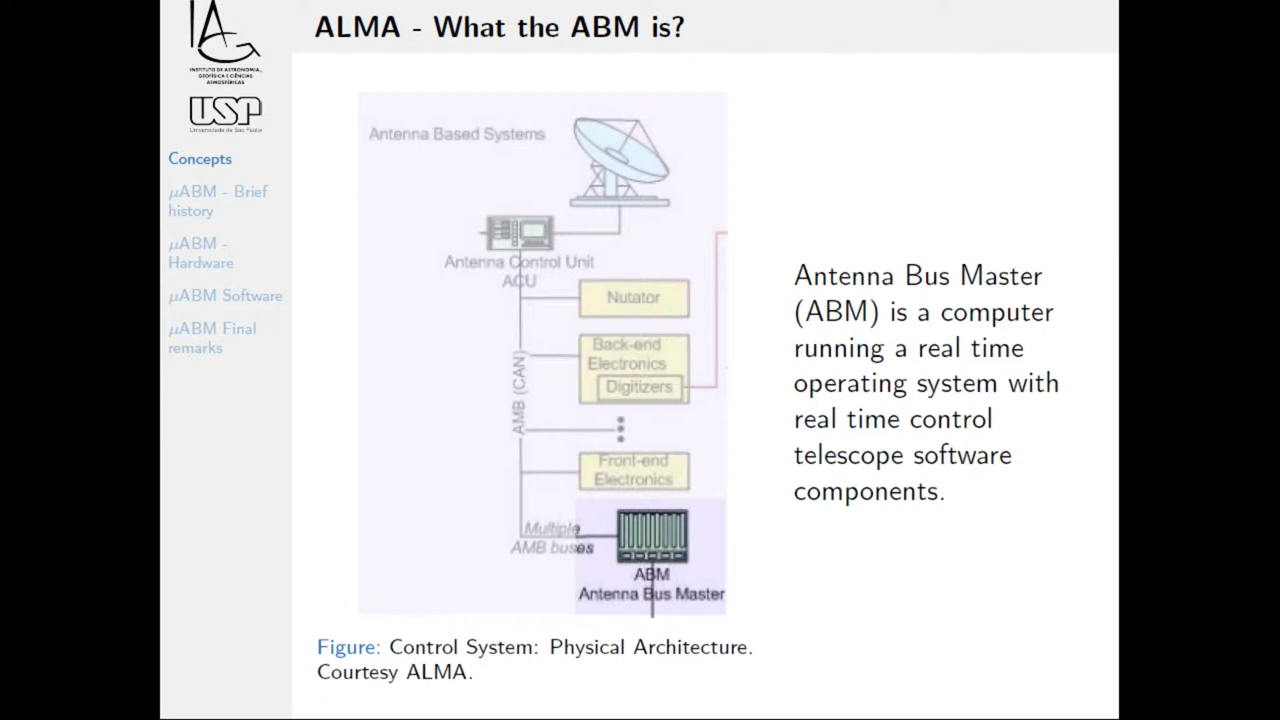 IAG
INSTITUTO DE ASTRONOMIA,
GEOFÍSICA E CIÊNCIAS
ATMOSFÉRICAS
USP
Universidade de São Paulo
Concepts
μABM - Brief
history
μABM -
Hardware
μABM Software
μABM Final
remarks
ALMA - What the ABM is?
Antenna Based Systems
Antenna Control Unit
ACU
Nutator
Back-end
Electronics
Digitizers
AMB (CAN)
Front-end
Electronics
Multiple
AMB buses
ABM
Antenna Bus Master
Figure: Control System: Physical Architecture.
Courtesy ALMA.
Antenna Bus Master
(ABM) is a computer
running a real time
operating system with
real time control
telescope software
components.